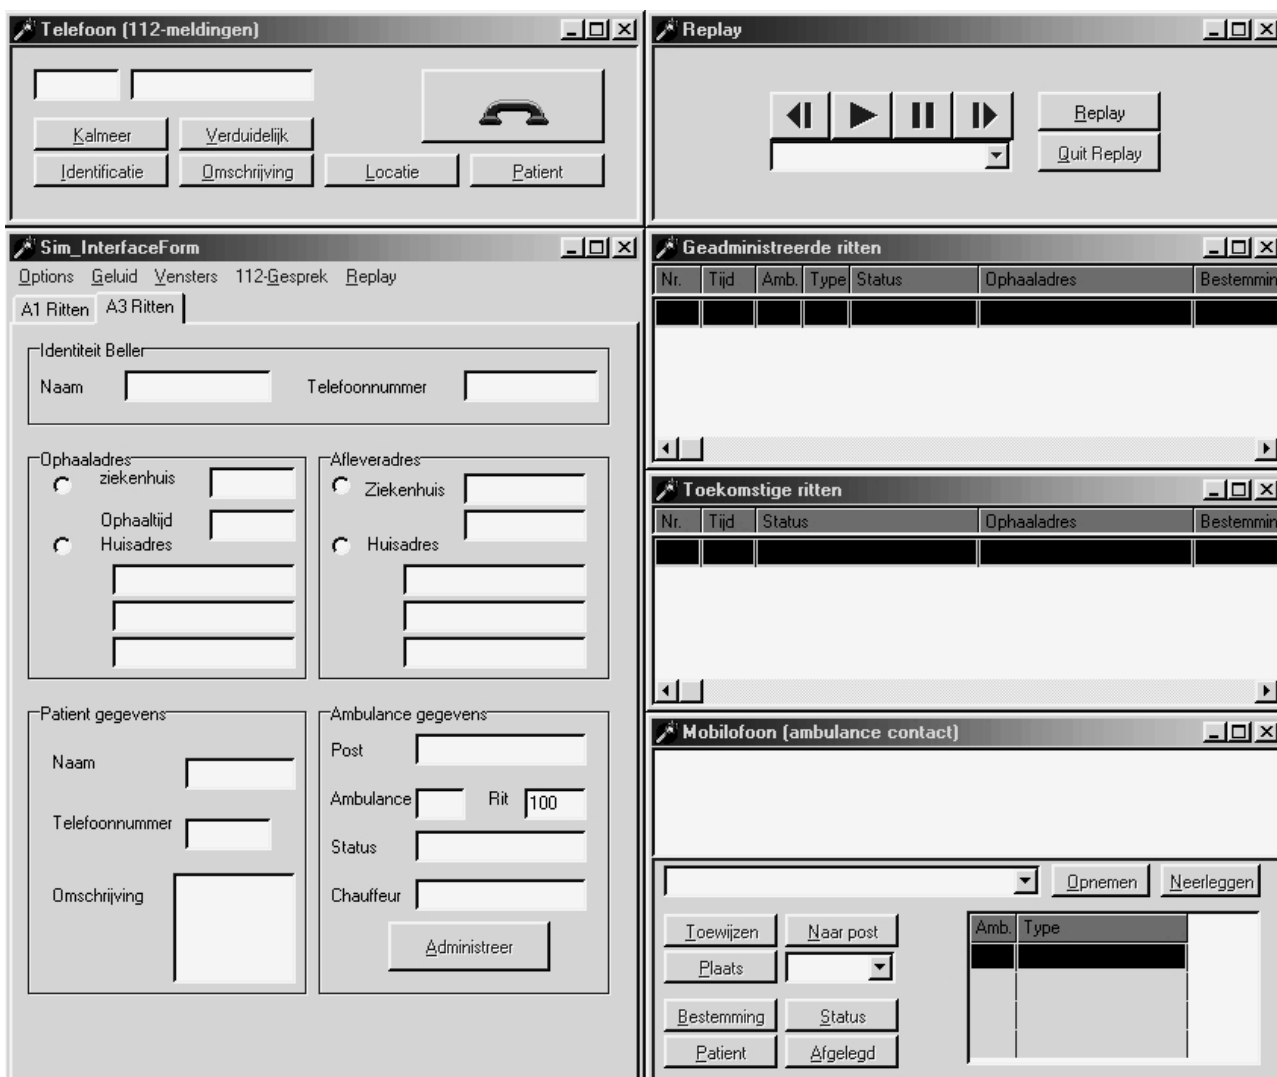 Telefoon (112-meldingen)
Kalmeer Verduidelijk
Identificatie Omschrijving Locatie Patient
Replay
Replay
Quit Replay
Sim_InterfaceForm
Options Geluid Vensters 112-Gesprek Replay
A1 Ritten A3 Ritten
Identiteit Beller
Naam Telefoonnummer
Ophaaladres
ziekenhuis
Ophaaltijd
Huisadres
Afleveradres
Ziekenhuis
Huisadres
Patient gegevens
Naam
Telefoonnummer
Omschrijving
Ambulance gegevens
Post
Ambulance Rit 100
Status
Chauffeur
Administreer
Geadministreerde ritten
Nr. Tijd Amb. Type Status Ophaaladres Bestemmin
Toekomstige ritten
Nr. Tijd Status Ophaaladres Bestemmin
Mobilofoon (ambulance contact)
Opnemen Neerleggen
Toewijzen Naar post
Plaats
Bestemming Status
Patient Afgelegd
Amb. Type